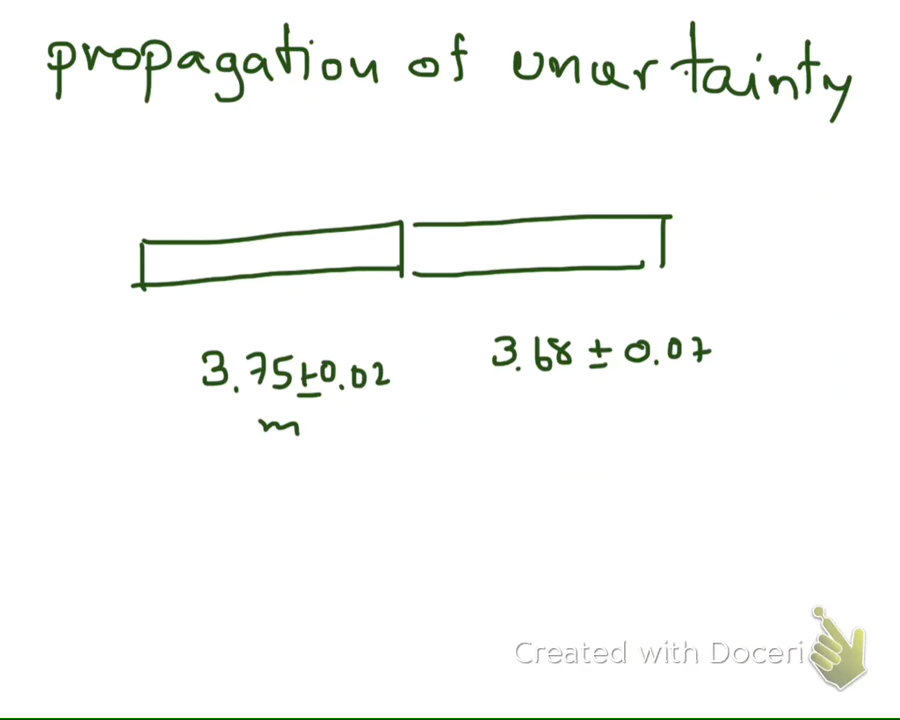 propagation of uncertainty
3.75±0.02 3.68 ± 0.07
m
Created with Doceri